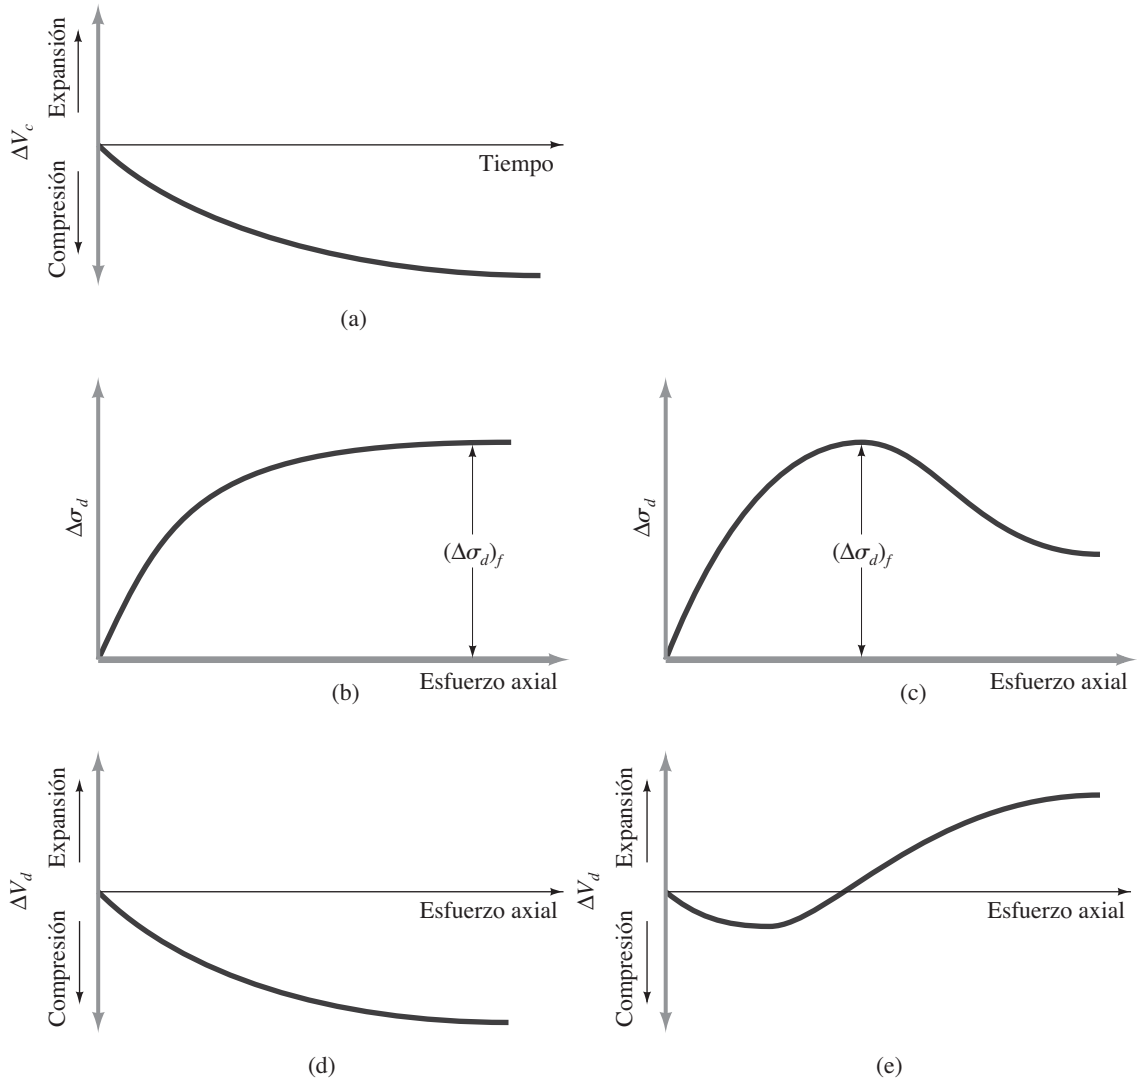 Expansión
ΔV_c
Compresión
Tiempo
(a)
Δσ_d
(Δσ_d)_f
Esfuerzo axial
(b)
Δσ_d
(Δσ_d)_f
Esfuerzo axial
(c)
Expansión
ΔV_d
Compresión
Esfuerzo axial
(d)
Expansión
ΔV_d
Compresión
Esfuerzo axial
(e)